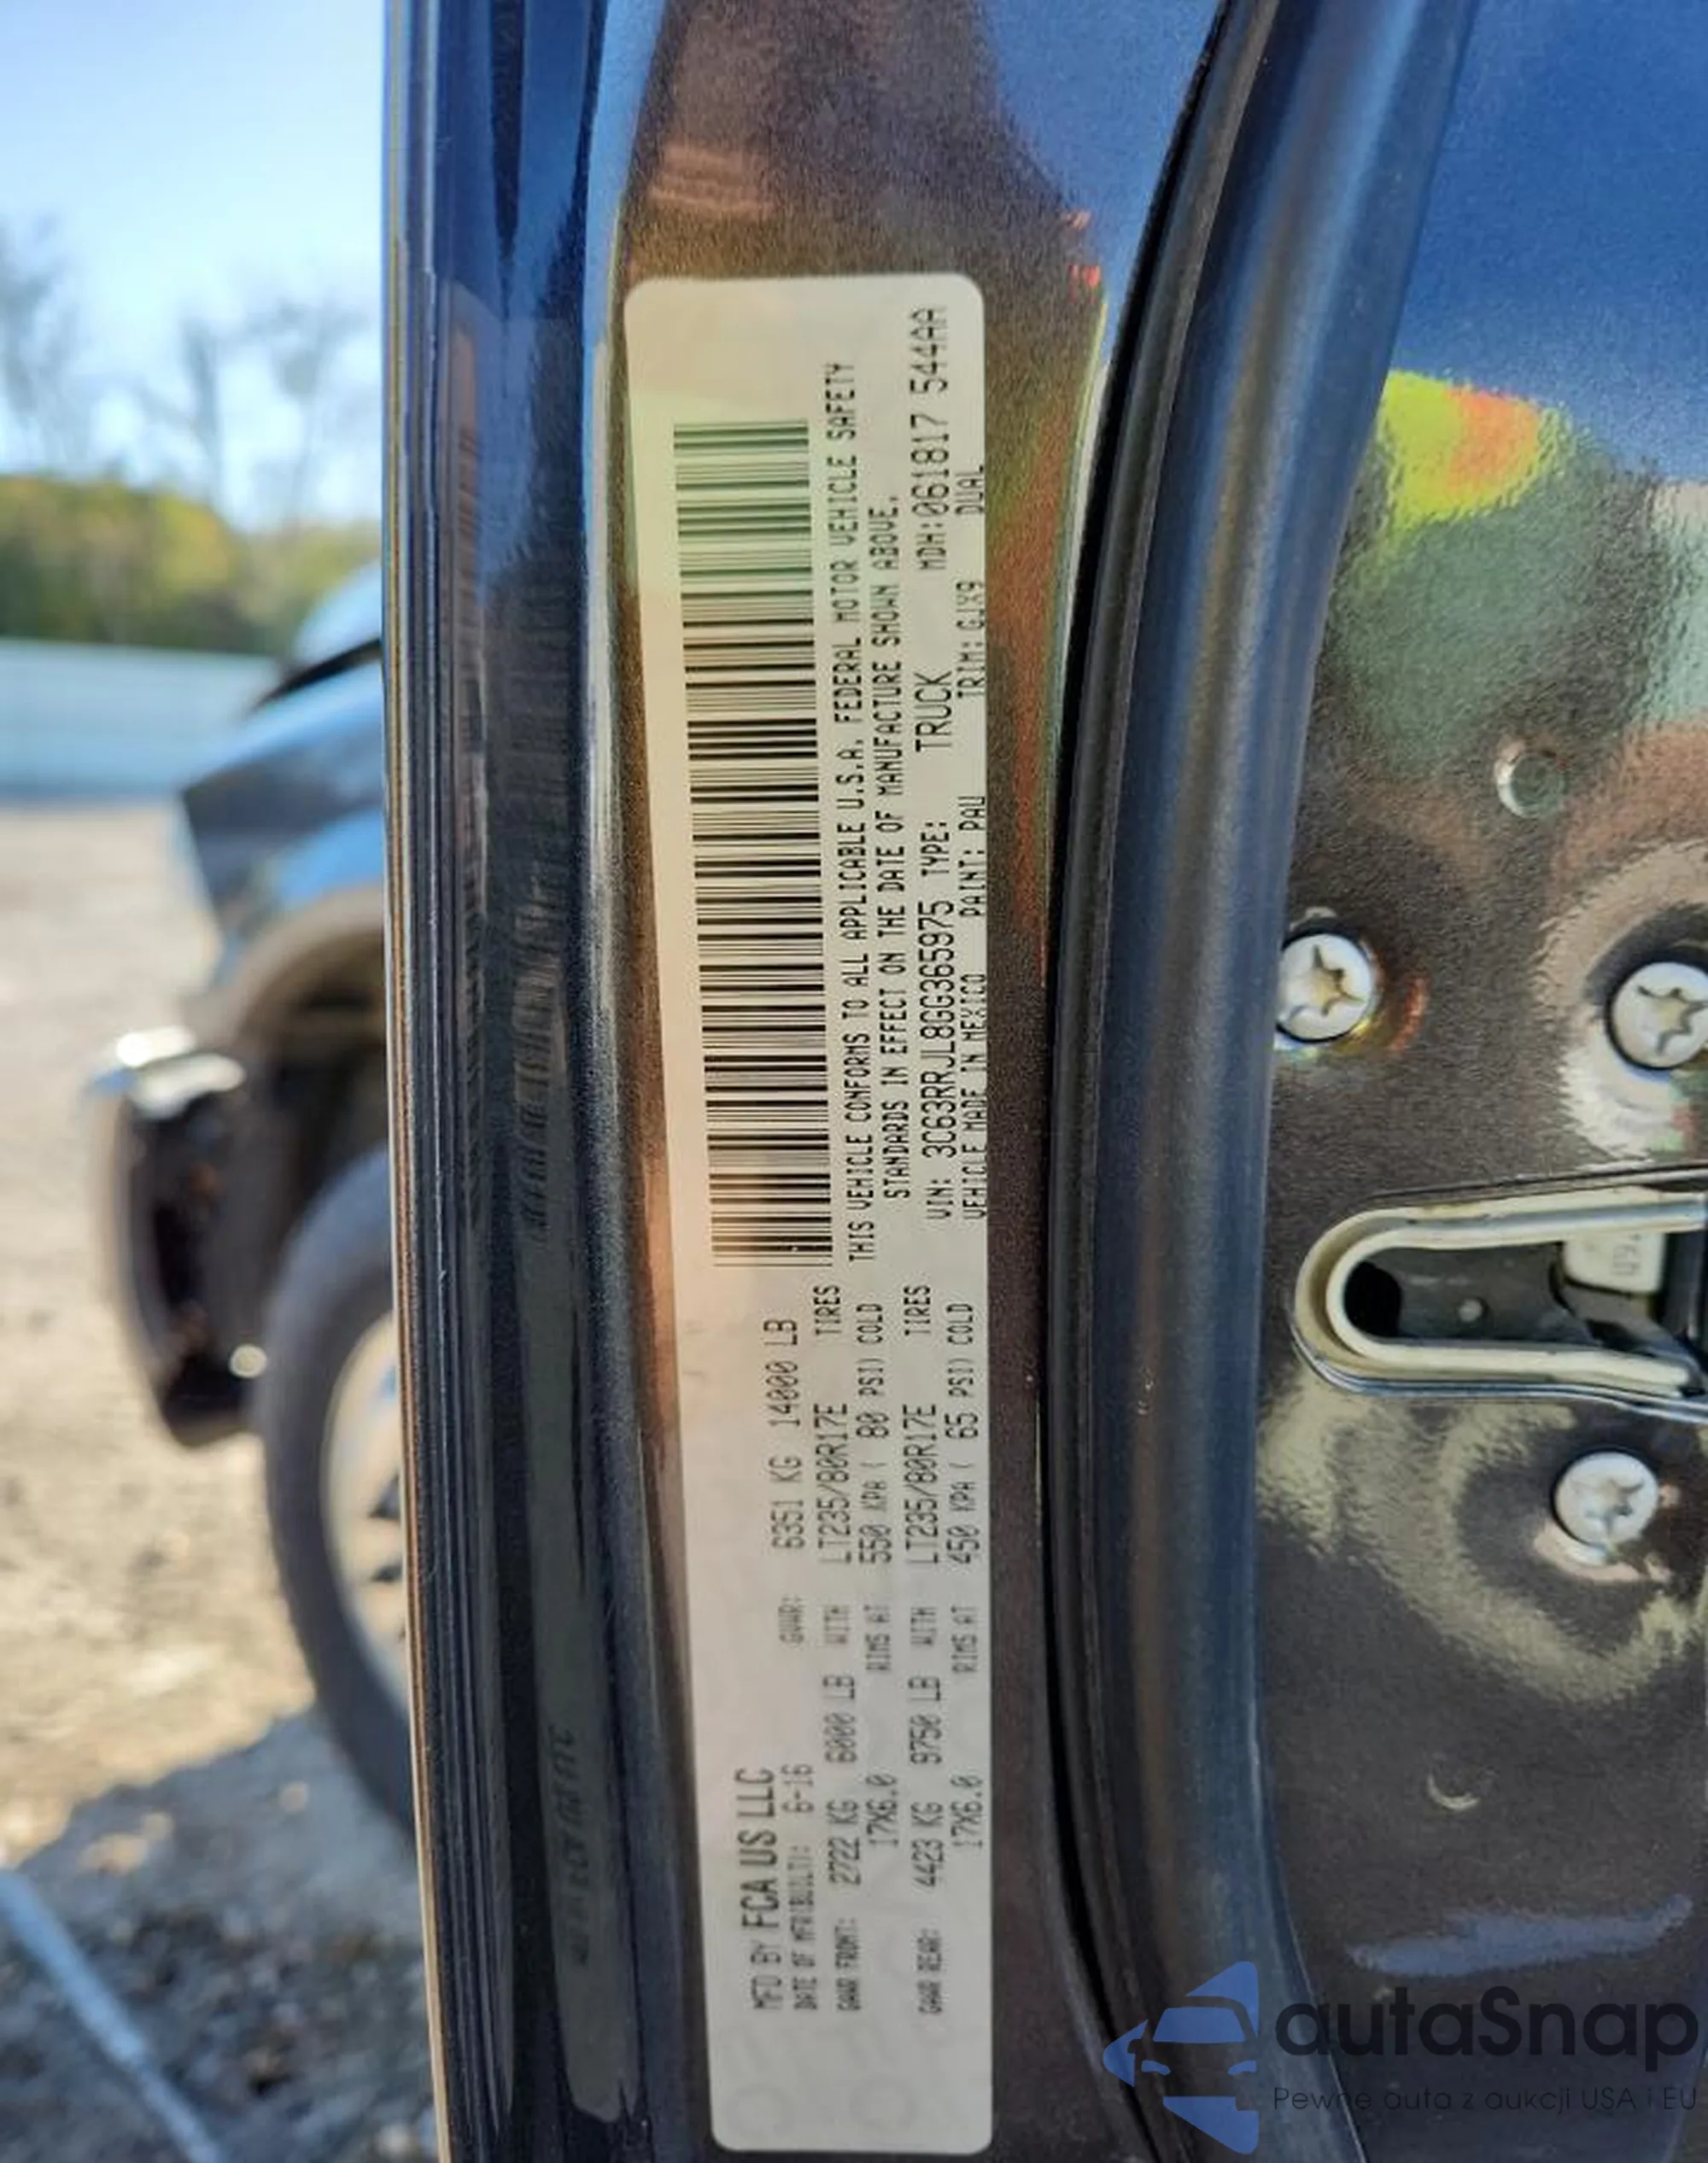 MFD BY FCA US LLC
DATE OF MFR: 6-16 GVWR: 6351 KG 14000 LB
GAWR FRONT: 2722 KG 6000 LB WITH LT235/80R17E TIRES
17X6.0 RIMS AT 550 KPA ( 80 PSI) COLD
GAWR REAR: 4423 KG 9750 LB WITH LT235/80R17E TIRES
17X6.0 RIMS AT 450 KPA ( 65 PSI) COLD
THIS VEHICLE CONFORMS TO ALL APPLICABLE U.S.A. FEDERAL MOTOR VEHICLE SAFETY
STANDARDS IN EFFECT ON THE DATE OF MANUFACTURE SHOWN ABOVE.
VIN: 3C63RRJL8GG365975 TYPE: TRUCK MDH:061817 544AA
VEHICLE MADE IN MEXICO PAINT: PAU TRIM: GJX9 DUAL
autaSnap
Pewne auta z aukcji USA i EU